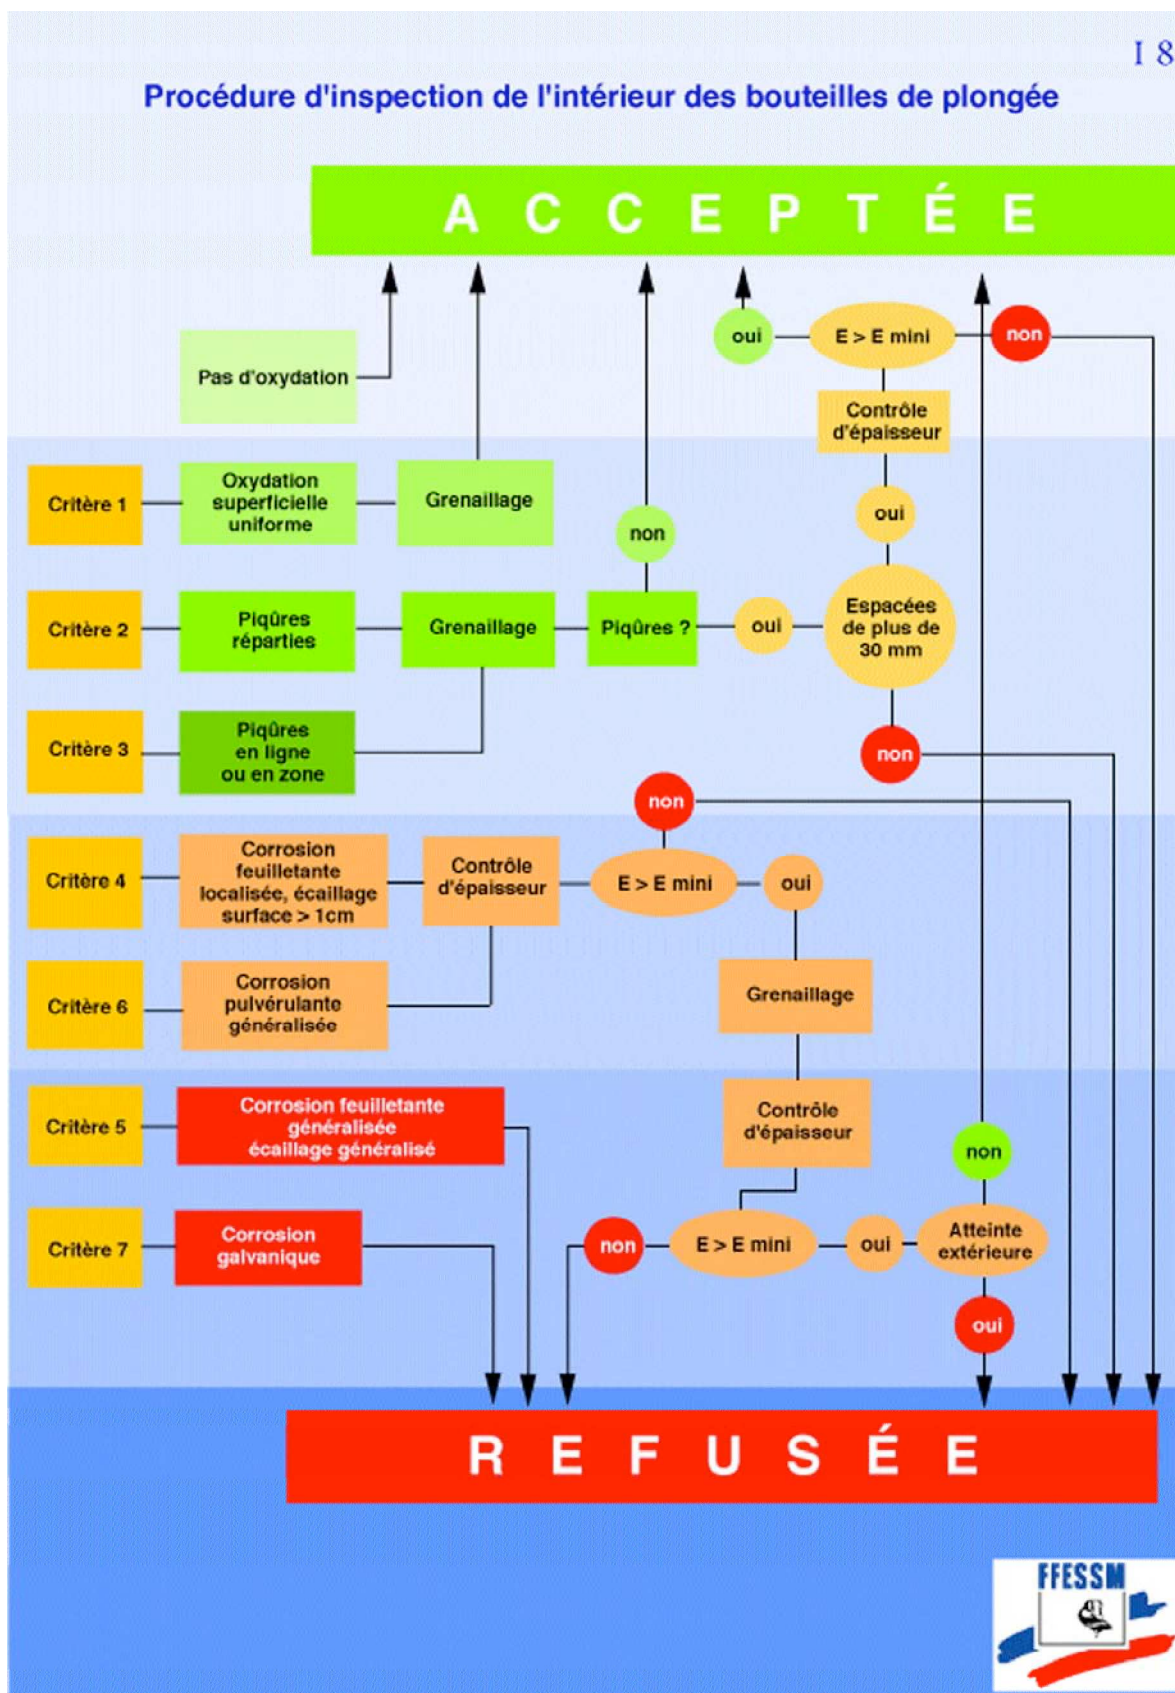 I 8
Procédure d'inspection de l'intérieur des bouteilles de plongée
A C C E P T É E
oui
E > E mini
non
Pas d'oxydation
Contrôle
d'épaisseur
Critère 1
Oxydation
superficielle
uniforme
Grenaillage
non
oui
Critère 2
Piqûres
réparties
Grenaillage
Piqûres ?
oui
Espacées
de plus de
30 mm
Critère 3
Piqûres
en ligne
ou en zone
non
non
Critère 4
Corrosion
feuilletante
localisée, écaillage
surface > 1cm
Contrôle
d'épaisseur
E > E mini
oui
Critère 6
Corrosion
pulvérulante
généralisée
Grenaillage
Critère 5
Corrosion feuilletante
généralisée
écaillage généralisé
Contrôle
d'épaisseur
non
Critère 7
Corrosion
galvanique
non
E > E mini
oui
Atteinte
extérieure
oui
R E F U S É E
FFESSM